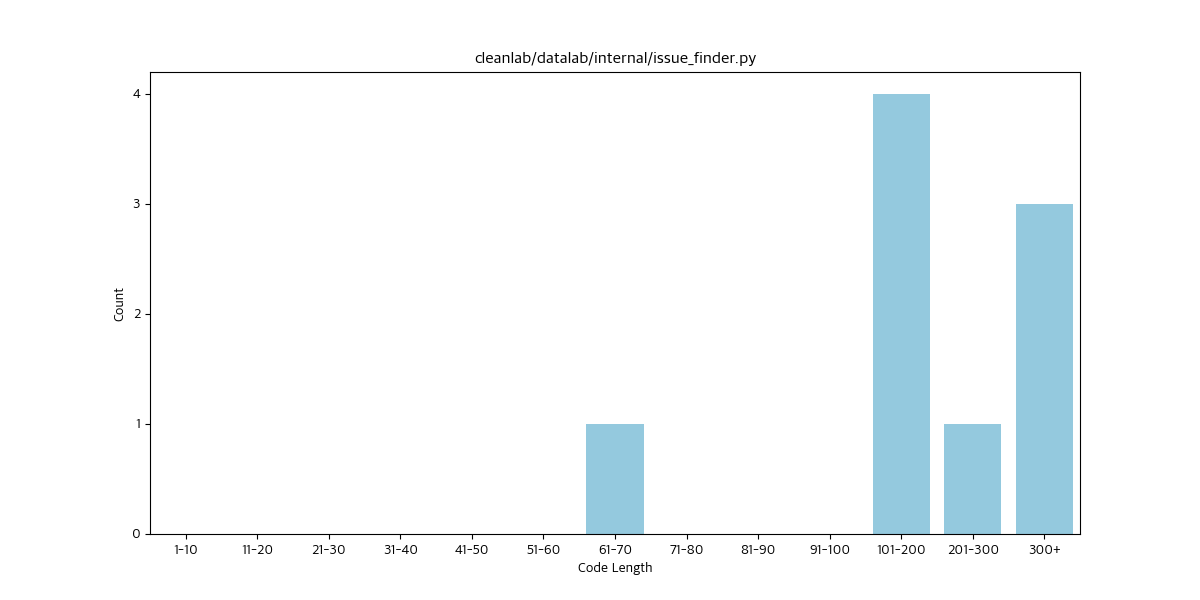 cleanlab/datalab/internal/issue_finder.py
Count
4
3
2
1
0
1-10 11-20 21-30 31-40 41-50 51-60 61-70 71-80 81-90 91-100 101-200 201-300 300+
Code Length